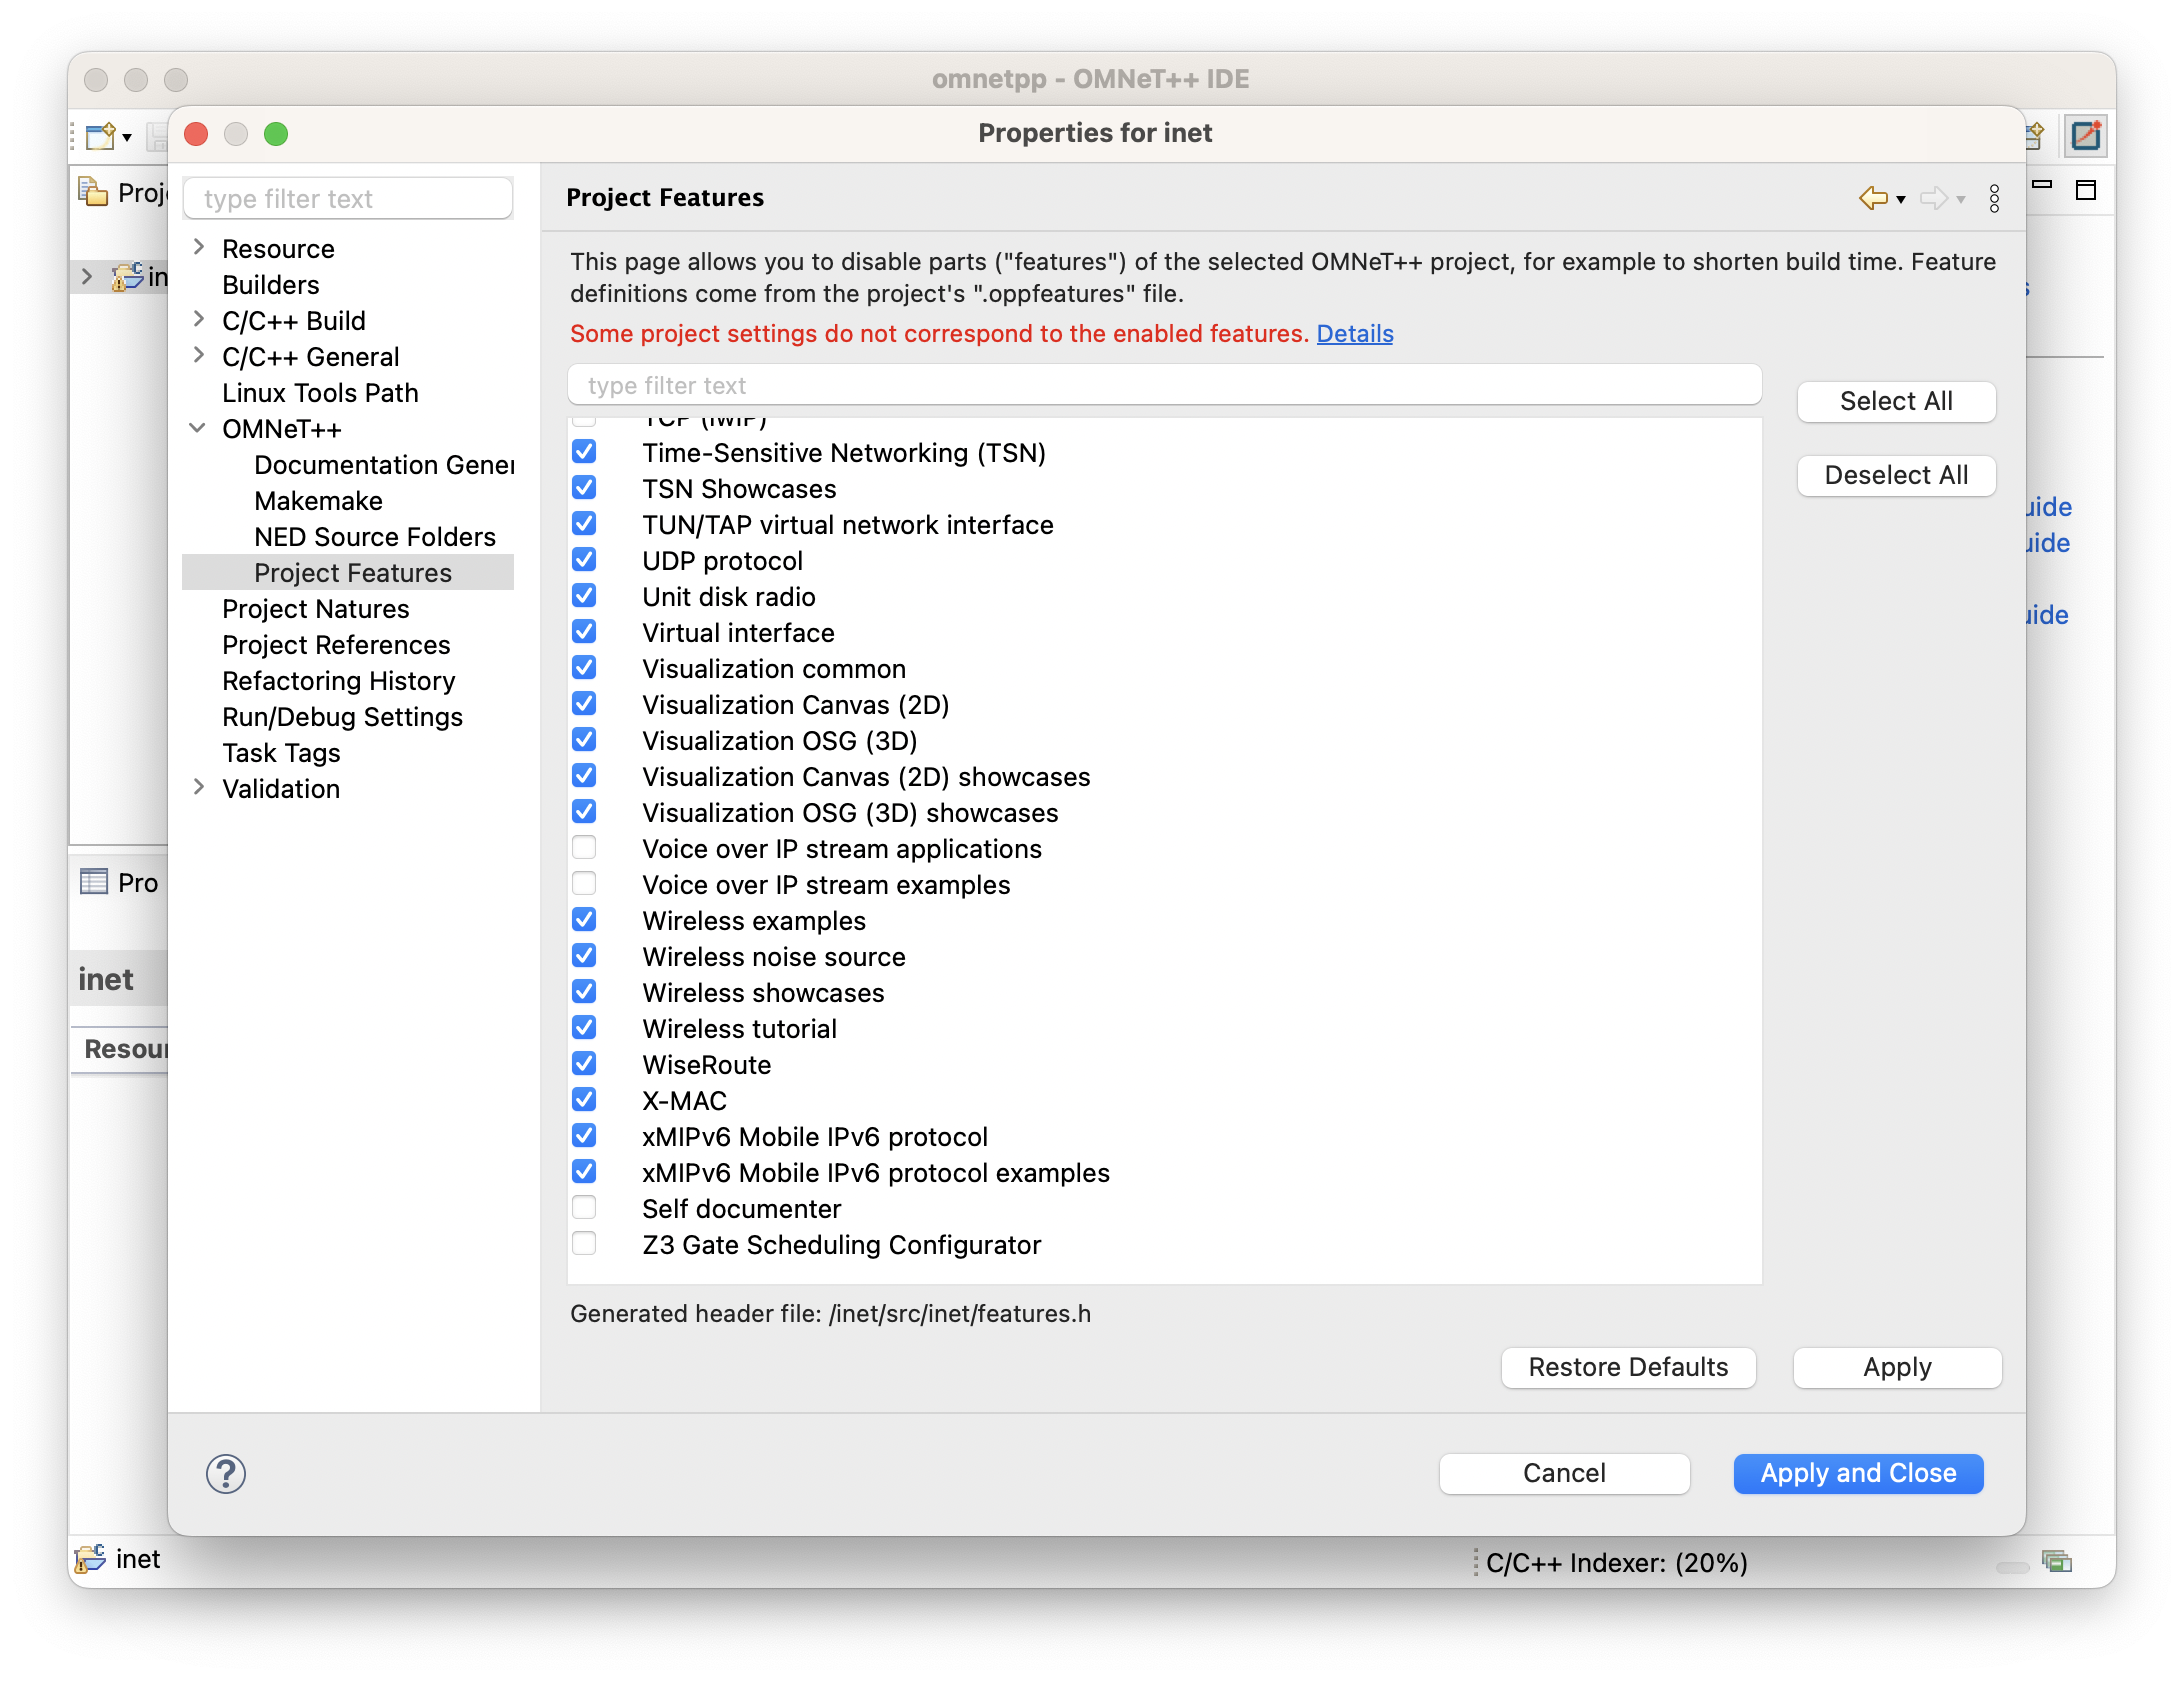 omnetpp - OMNeT++ IDE
Properties for inet
Proj
in
type filter text
Resource
Builders
C/C++ Build
C/C++ General
Linux Tools Path
OMNeT++
Documentation Gener
Makemake
NED Source Folders
Project Features
Project Natures
Project References
Refactoring History
Run/Debug Settings
Task Tags
Validation
Project Features
This page allows you to disable parts ("features") of the selected OMNeT++ project, for example to shorten build time. Feature
definitions come from the project's ".oppfeatures" file.
Some project settings do not correspond to the enabled features. Details
type filter text
Select All
Deselect All
TCP (lwIP)
Time-Sensitive Networking (TSN)
TSN Showcases
TUN/TAP virtual network interface
UDP protocol
Unit disk radio
Virtual interface
Visualization common
Visualization Canvas (2D)
Visualization OSG (3D)
Visualization Canvas (2D) showcases
Visualization OSG (3D) showcases
Voice over IP stream applications
Voice over IP stream examples
Wireless examples
Wireless noise source
Wireless showcases
Wireless tutorial
WiseRoute
X-MAC
xMIPv6 Mobile IPv6 protocol
xMIPv6 Mobile IPv6 protocol examples
Self documenter
Z3 Gate Scheduling Configurator
Generated header file: /inet/src/inet/features.h
Restore Defaults
Apply
Cancel
Apply and Close
s
uide
uide
uide
Pro
inet
Resour
inet
C/C++ Indexer: (20%)